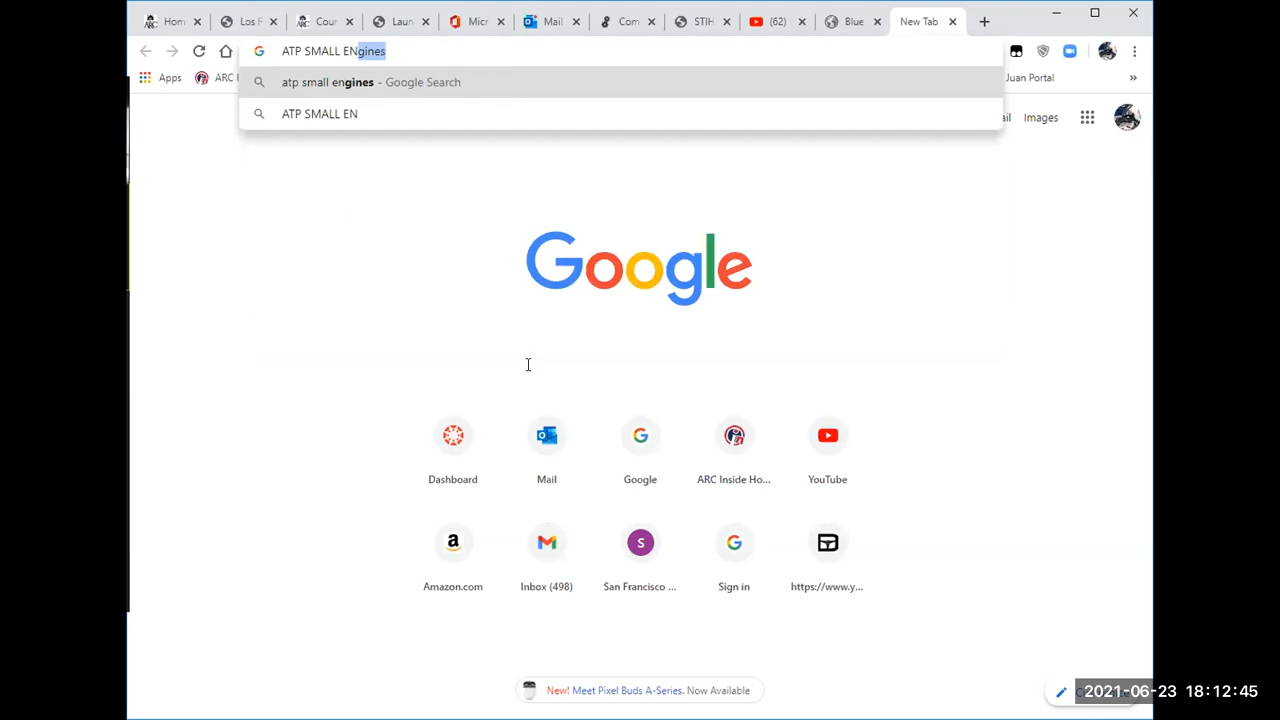 Hom
Los F
Cour
Laun
Micr
Mail
Com
STIH
(62)
Blue
New Tab
ATP SMALL ENgines
Apps
ARC I
Juan Portal
atp small engines - Google Search
ATP SMALL EN
ail
Images
Google
Dashboard
Mail
Google
ARC Inside Ho...
YouTube
a
S
Amazon.com
Inbox (498)
San Francisco ...
Sign in
https://www.y...
New! Meet Pixel Buds A-Series. Now Available
2021-06-23 18:12:45